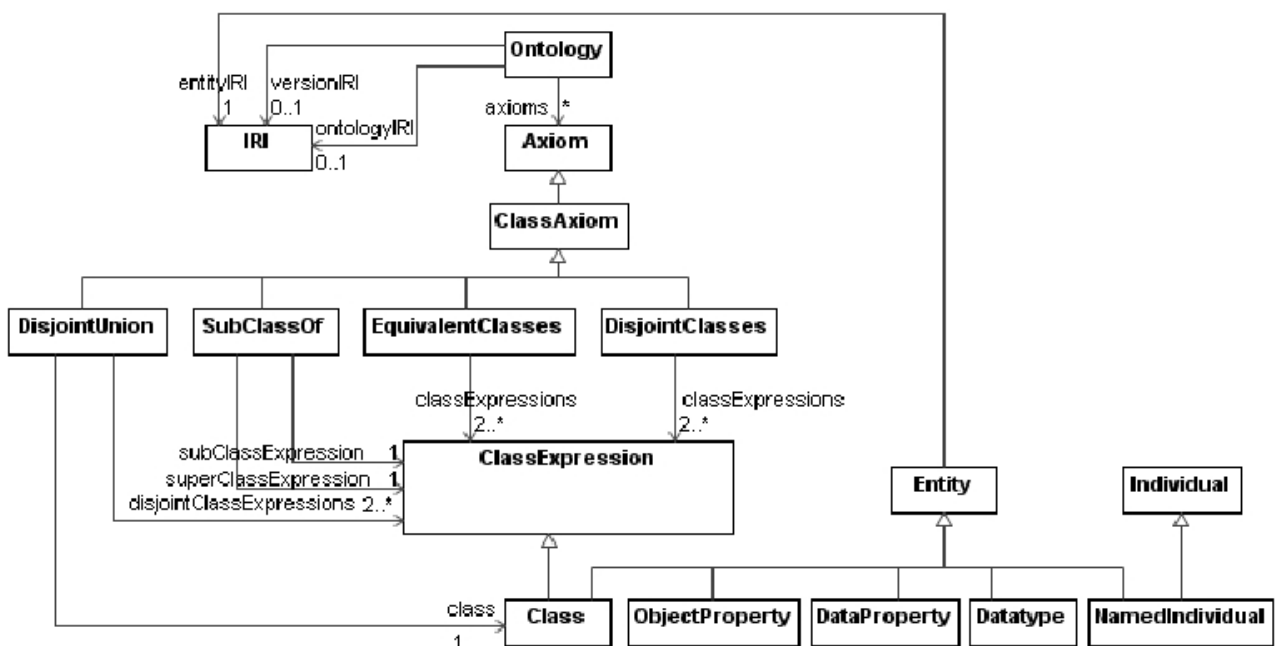 Ontology
entityIRI
versionIRI
1
0..1
axioms
*
ontologyIRI
IRI
Axiom
0..1
ClassAxiom
DisjointUnion
SubClassOf
EquivalentClasses
DisjointClasses
classExpressions
classExpressions
2..*
2..*
subClassExpression 1
ClassExpression
superClassExpression 1
disjointClassExpressions 2..*
Entity
Individual
class
Class
ObjectProperty
DataProperty
Datatype
NamedIndividual
1